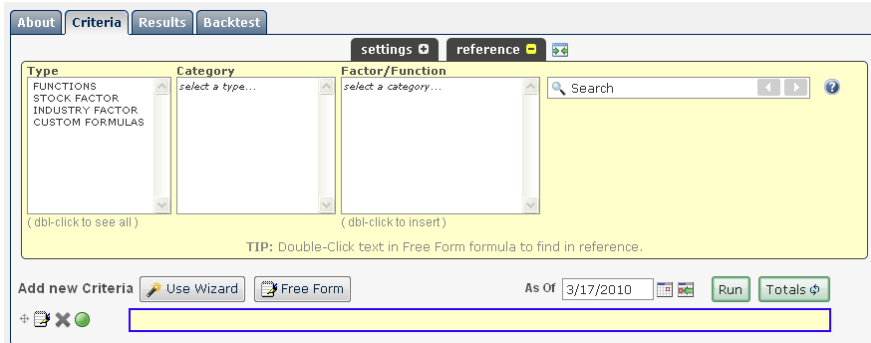 About Criteria Results Backtest
settings reference
Type Category Factor/Function
FUNCTIONS select a type... select a category... Search
STOCK FACTOR
INDUSTRY FACTOR
CUSTOM FORMULAS
( dbl-click to see all ) ( dbl-click to insert )
TIP: Double-Click text in Free Form formula to find in reference.
Add new Criteria Use Wizard Free Form As Of 3/17/2010 Run Totals